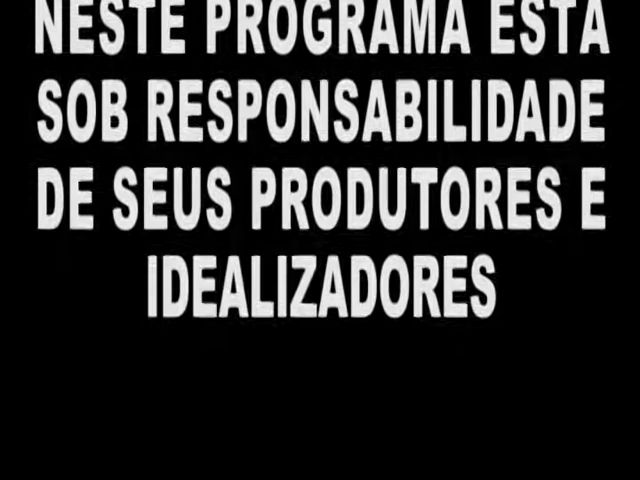 NESTE PROGRAMA ESTA
SOB RESPONSABILIDADE
DE SEUS PRODUTORES E
IDEALIZADORES